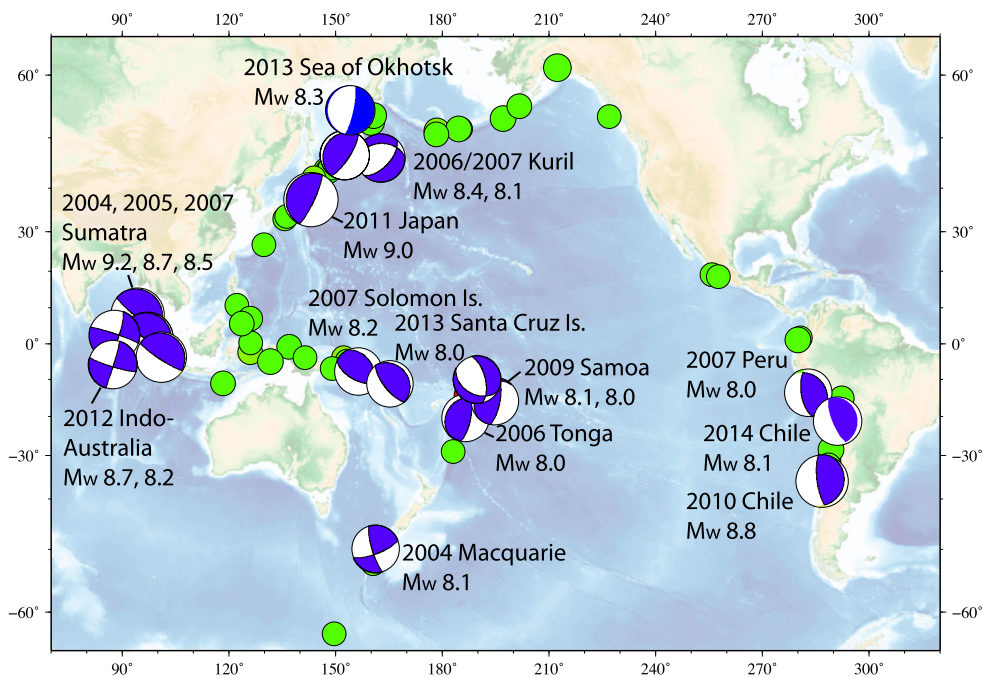 90° 120° 150° 180° 210° 240° 270° 300°
60° 60°
30° 30°
0° 0°
−30° −30°
−60° −60°
2013 Sea of Okhotsk
Mw 8.3
2006/2007 Kuril
Mw 8.4, 8.1
2004, 2005, 2007
Sumatra
Mw 9.2, 8.7, 8.5
2011 Japan
Mw 9.0
2007 Solomon Is.
Mw 8.2
2013 Santa Cruz Is.
Mw 8.0
2009 Samoa
Mw 8.1, 8.0
2007 Peru
Mw 8.0
2012 Indo-
Australia
Mw 8.7, 8.2
2006 Tonga
Mw 8.0
2014 Chile
Mw 8.1
2010 Chile
Mw 8.8
2004 Macquarie
Mw 8.1
90° 120° 150° 180° 210° 240° 270° 300°